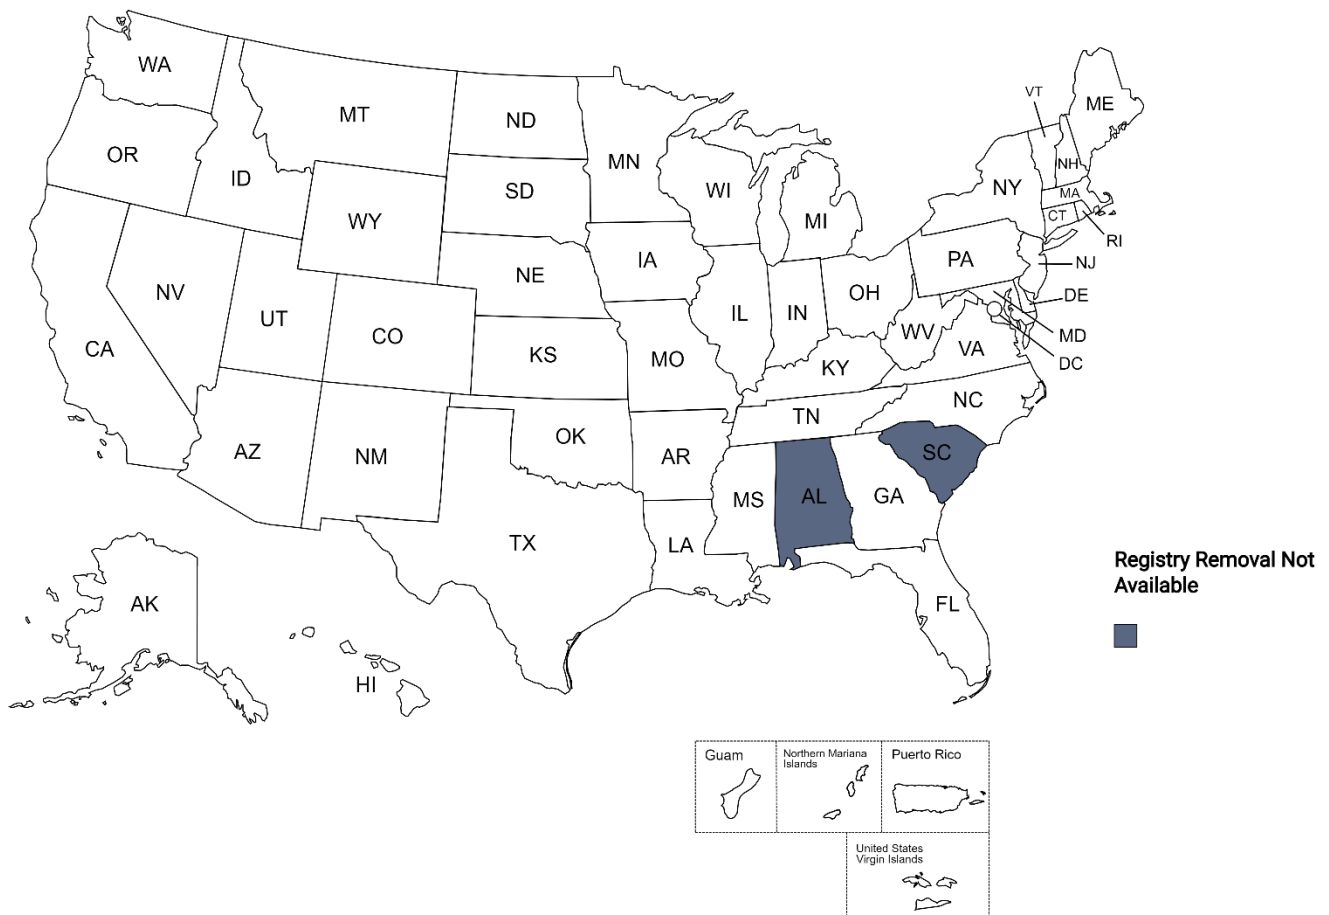 WA
MT
ND
MN
VT
ME
OR
ID
SD
WI
NH
NY
WY
MI
MA
CT
RI
IA
PA
NJ
NE
NV
OH
DE
IL
IN
UT
CO
WV
MD
CA
KS
MO
VA
DC
KY
NC
TN
OK
AZ
NM
AR
SC
MS
AL
GA
TX
LA
FL
AK
HI
Registry Removal Not
Available
Guam
Northern Mariana
Islands
Puerto Rico
United States
Virgin Islands